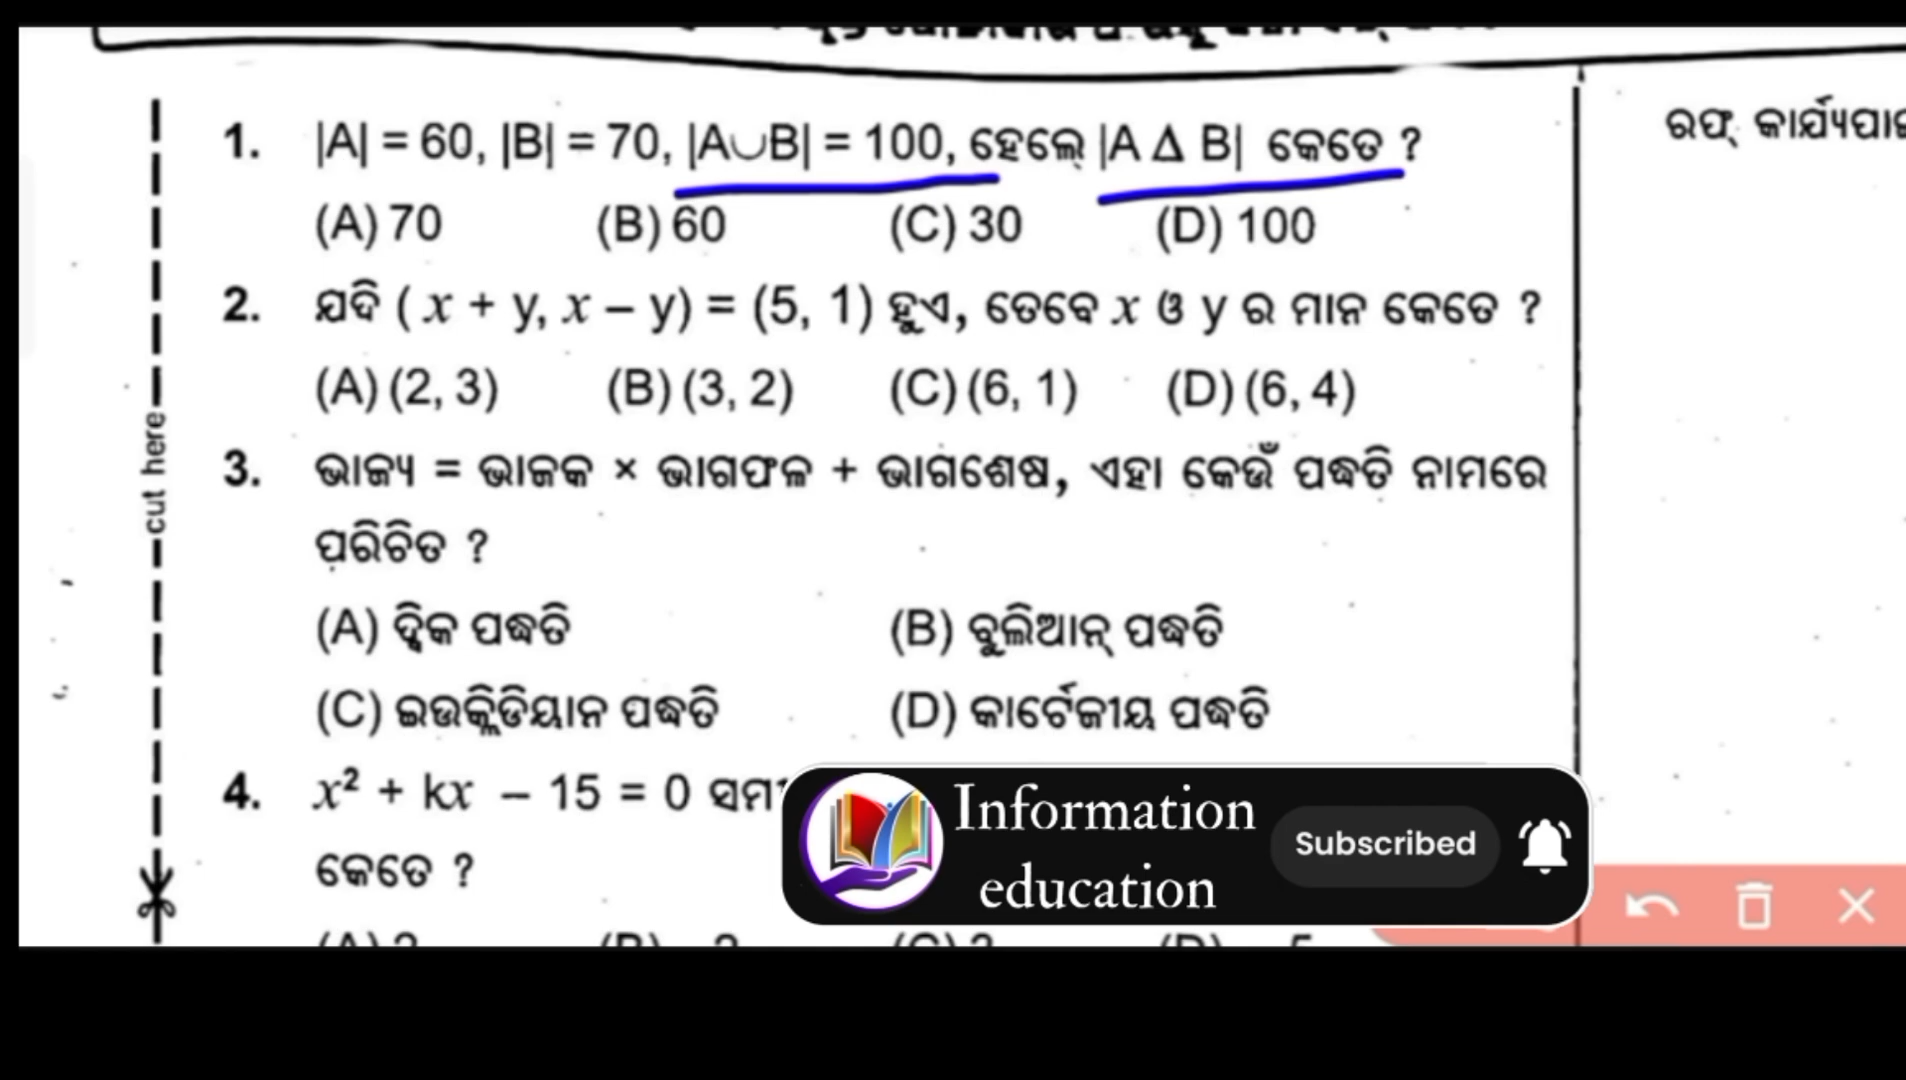 1. |A| = 60, |B| = 70, |A∪B| = 100, ହେଲେ |A Δ B| କେତେ ?
ରଫ୍
(A) 70 (B) 60 (C) 30 (D) 100
2. ଯଦି ( x + y, x – y) = (5, 1) ହୁଏ, ତେବେ x ଓ y ର ମାନ କେତେ ?
(A) (2, 3) (B) (3, 2) (C) (6, 1) (D) (6, 4)
3. ଭାଜ୍ୟ = ଭାଜକ × ଭାଗଫଳ + ଭାଗଶେଷ, ଏହା କେଉଁ ପଦ୍ଧତି ନାମରେ
ପରିଚିତ ?
(A) ଦ୍ୱିକ ପଦ୍ଧତି (B) ବୁଲିଆନ୍ ପଦ୍ଧତି
(C) ଇଉକ୍ଲିଡିୟାନ ପଦ୍ଧତି (D) କାର୍ଟେଜୀୟ ପଦ୍ଧତି
4. x² + kx – 15 = 0
କେତେ ?
cut here
Information
education
Subscribed